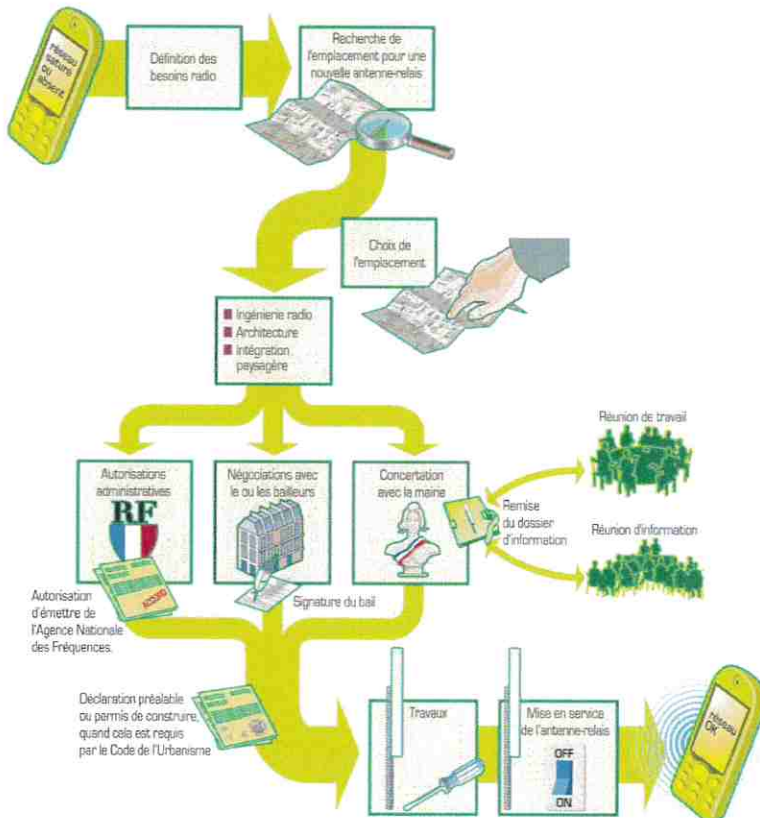 réseau
saturé
ou
absent
Définition des
besoins radio
Recherche de
l'emplacement pour une
nouvelle antenne-relais
Choix de
l'emplacement
Ingénierie radio
Architecture
Intégration
paysagère
Autorisations
administratives
RF
ACCORD
Autorisation
d'émettre de
l'Agence Nationale
des Fréquences.
Négociations avec
le ou les bailleurs
Signature du bail
Concertation
avec la mairie
Remise
du dossier
d'information
Réunion de travail
Réunion d'information
Déclaration préalable
ou permis de construire,
quand cela est requis
par le Code de l'Urbanisme
Travaux
Mise en service
de l'antenne-relais
OFF
ON
réseau
OK